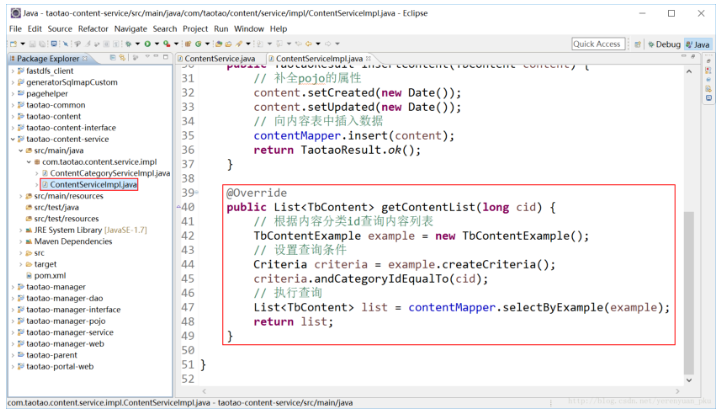 Java - taotao-content-service/src/main/java/com/taotao/content/service/impl/ContentServiceImpl.java - Eclipse
File Edit Source Refactor Navigate Search Project Run Window Help
Quick Access
Debug
Java
Package Explorer
ContentService.java
ContentServiceImpl.java
fastdfs_client
generatorSqlmapCustom
pagehelper
taotao-common
taotao-content
taotao-content-interface
taotao-content-service
src/main/java
com.taotao.content.service.impl
ContentCategoryServiceImpl.java
ContentServiceImpl.java
src/main/resources
src/test/java
src/test/resources
JRE System Library [JavaSE-1.7]
Maven Dependencies
src
target
pom.xml
taotao-manager
taotao-manager-dao
taotao-manager-interface
taotao-manager-pojo
taotao-manager-service
taotao-manager-web
taotao-parent
taotao-portal-web
30 public TaotaoResult insertContent(TbContent content) {
31 // 补全pojo的属性
32 content.setCreated(new Date());
33 content.setUpdated(new Date());
34 // 向内容表中插入数据
35 contentMapper.insert(content);
36 return TaotaoResult.ok();
37 }
38
39 @Override
40 public List<TbContent> getContentList(long cid) {
41 // 根据内容分类id查询内容列表
42 TbContentExample example = new TbContentExample();
43 // 设置查询条件
44 Criteria criteria = example.createCriteria();
45 criteria.andCategoryIdEqualTo(cid);
46 // 执行查询
47 List<TbContent> list = contentMapper.selectByExample(example);
48 return list;
49 }
50
51 }
52
com.taotao.content.service.impl.ContentServiceImpl.java - taotao-content-service/src/main/java